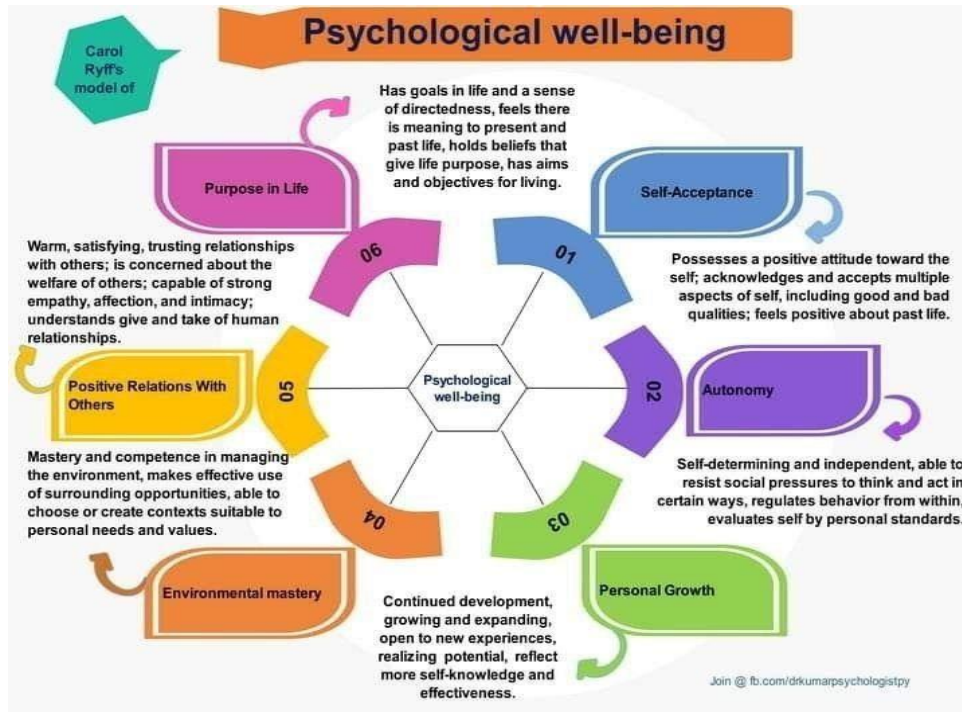 Carol
Ryff's
model of
Psychological well-being
Has goals in life and a sense
of directedness, feels there
is meaning to present and
past life, holds beliefs that
give life purpose, has aims
and objectives for living.
Purpose in Life
06
Self-Acceptance
01
Possesses a positive attitude toward the
self; acknowledges and accepts multiple
aspects of self, including good and bad
qualities; feels positive about past life.
Warm, satisfying, trusting relationships
with others; is concerned about the
welfare of others; capable of strong
empathy, affection, and intimacy;
understands give and take of human
relationships.
Positive Relations With
Others
05
Psychological
well-being
02
Autonomy
Self-determining and independent, able to
resist social pressures to think and act in
certain ways, regulates behavior from within,
evaluates self by personal standards.
Mastery and competence in managing
the environment, makes effective use
of surrounding opportunities, able to
choose or create contexts suitable to
personal needs and values.
04
Environmental mastery
03
Personal Growth
Continued development,
growing and expanding,
open to new experiences,
realizing potential, reflect
more self-knowledge and
effectiveness.
Join @ fb.com/drkumarpsychologistpy